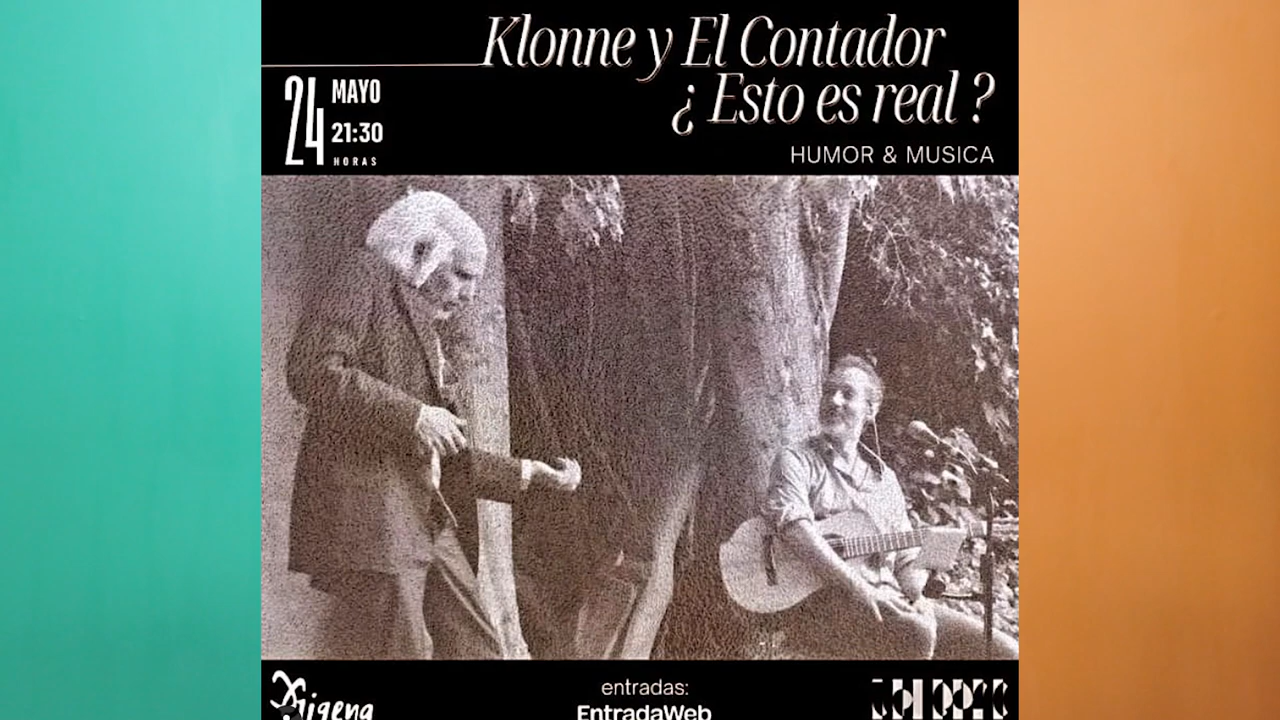 Klonne y El Contador
¿ Esto es real ?
HUMOR & MUSICA
24
MAYO
21:30
HORAS
entradas:
EntradaWeb